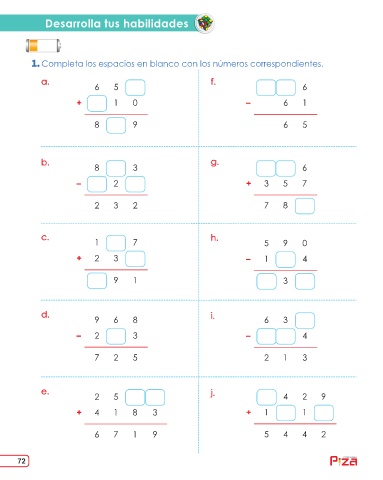 Desarrolla tus habilidades
1. Completa los espacios en blanco con los números correspondientes.
a.
6 5
+ 1 0
8 9
f.
6
– 6 1
6 5
b.
8 3
– 2
2 3 2
g.
6
+ 3 5 7
7 8
c.
1 7
+ 2 3
9 1
h.
5 9 0
– 1 4
3
d.
9 6 8
– 2 3
7 2 5
i.
6 3
– 4
2 1 3
e.
2 5
+ 4 1 8 3
6 7 1 9
j.
4 2 9
+ 1 1
5 4 4 2
72
Piza